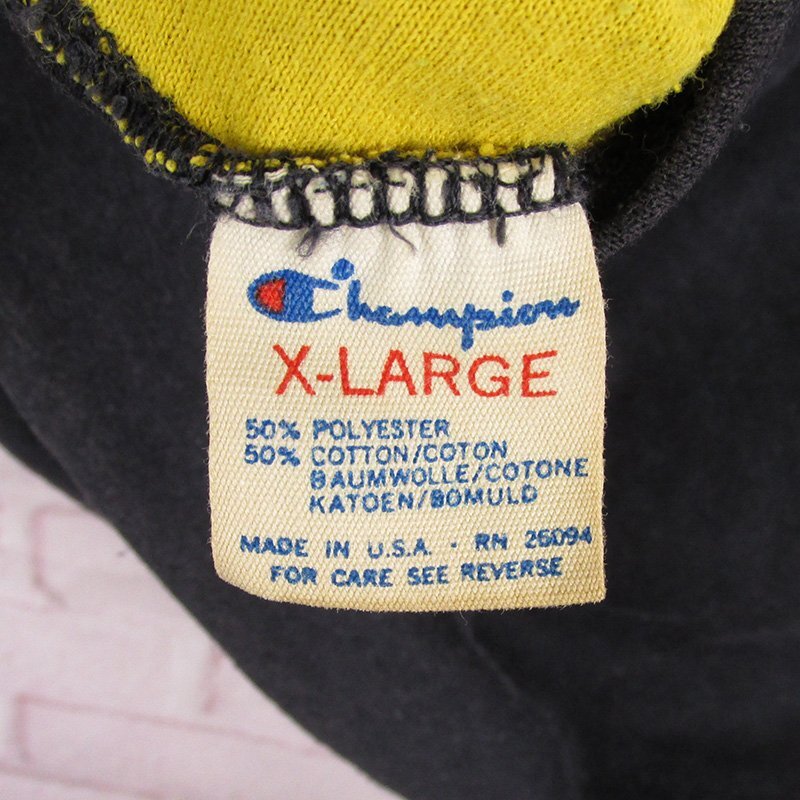 Champion
X-LARGE
50% POLYESTER
50% COTTON/COTON
BAUMWOLLE/COTONE
KATOEN/BOMULD
MADE IN U.S.A. · RN 26094
FOR CARE SEE REVERSE